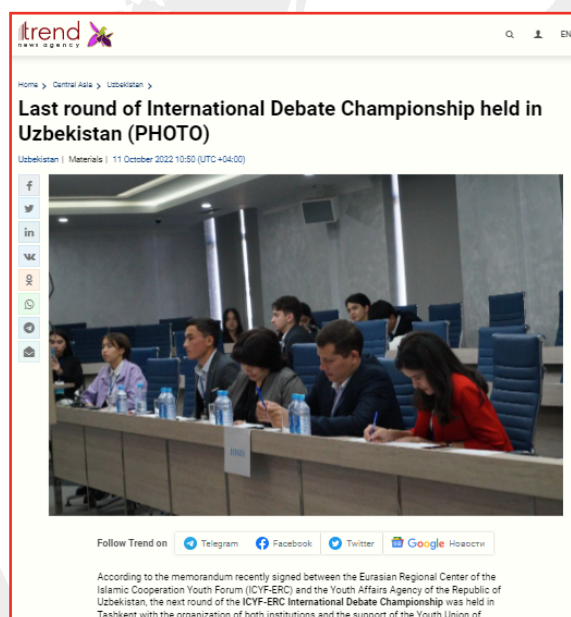 trend
news agency
EN
Home > Central Asia > Uzbekistan >
Last round of International Debate Championship held in
Uzbekistan (PHOTO)
Uzbekistan | Materials | 11 October 2022 10:50 (UTC +04:00)
Follow Trend on Telegram Facebook Twitter Google Новости
According to the memorandum recently signed between the Eurasian Regional Center of the
Islamic Cooperation Youth Forum (ICYF-ERC) and the Youth Affairs Agency of the Republic of
Uzbekistan, the next round of the ICYF-ERC International Debate Championship was held in
Tashkent with the organization of both institutions and the support of the Youth Union of